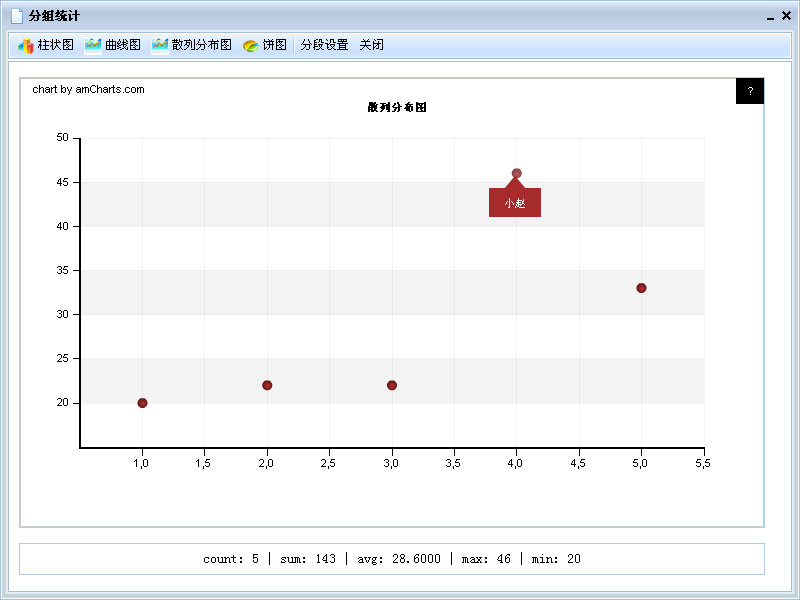 分组统计
柱状图 曲线图 散列分布图 饼图 分段设置 关闭
chart by amCharts.com
?
散列分布图
50
45
40
35
30
25
20
小赵
1,0 1,5 2,0 2,5 3,0 3,5 4,0 4,5 5,0 5,5
count: 5 | sum: 143 | avg: 28.6000 | max: 46 | min: 20